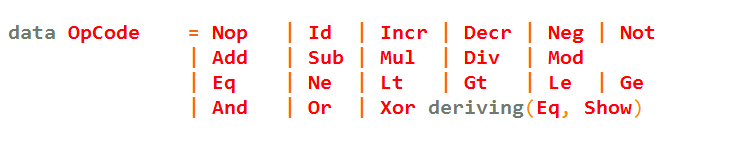 data OpCode = Nop | Id | Incr | Decr | Neg | Not
| Add | Sub | Mul | Div | Mod
| Eq | Ne | Lt | Gt | Le | Ge
| And | Or | Xor deriving(Eq, Show)